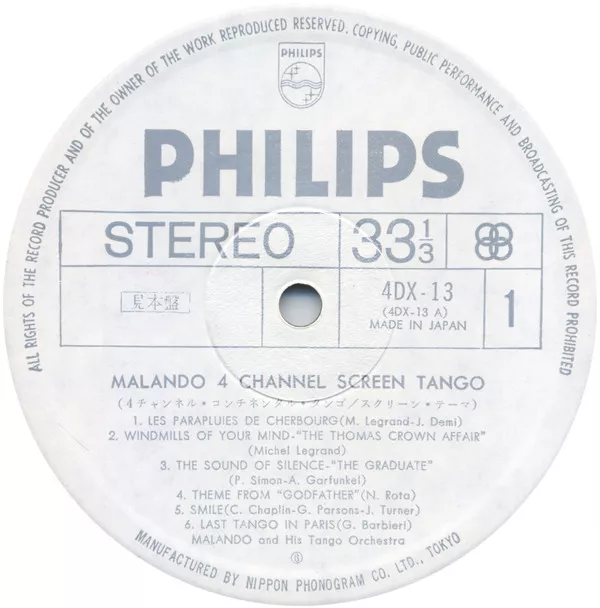 ALL RIGHTS OF THE RECORD PRODUCER AND OF THE OWNER OF THE WORK REPRODUCED RESERVED. COPYING, PUBLIC PERFORMANCE AND BROADCASTING OF THIS RECORD PROHIBITED
PHILIPS
PHILIPS
STEREO
33 1/3
見本盤
4DX-13
(4DX-13 A)
MADE IN JAPAN
1
MALANDO 4 CHANNEL SCREEN TANGO
(4チャンネル・コンチネンタル・タンゴ/スクリーン・テーマ)
1. LES PARAPLUIES DE CHERBOURG(M. Legrand-J. Demi)
2. WINDMILLS OF YOUR MIND-"THE THOMAS CROWN AFFAIR"
(Michel Legrand)
3. THE SOUND OF SILENCE-"THE GRADUATE"
(P. Simon-A. Garfunkel)
4. THEME FROM "GODFATHER"(N. Rota)
5. SMILE(C. Chaplin-G. Parsons-J. Turner)
6. LAST TANGO IN PARIS(G. Barbieri)
MALANDO and His Tango Orchestra
MANUFACTURED BY NIPPON PHONOGRAM CO. LTD., TOKYO